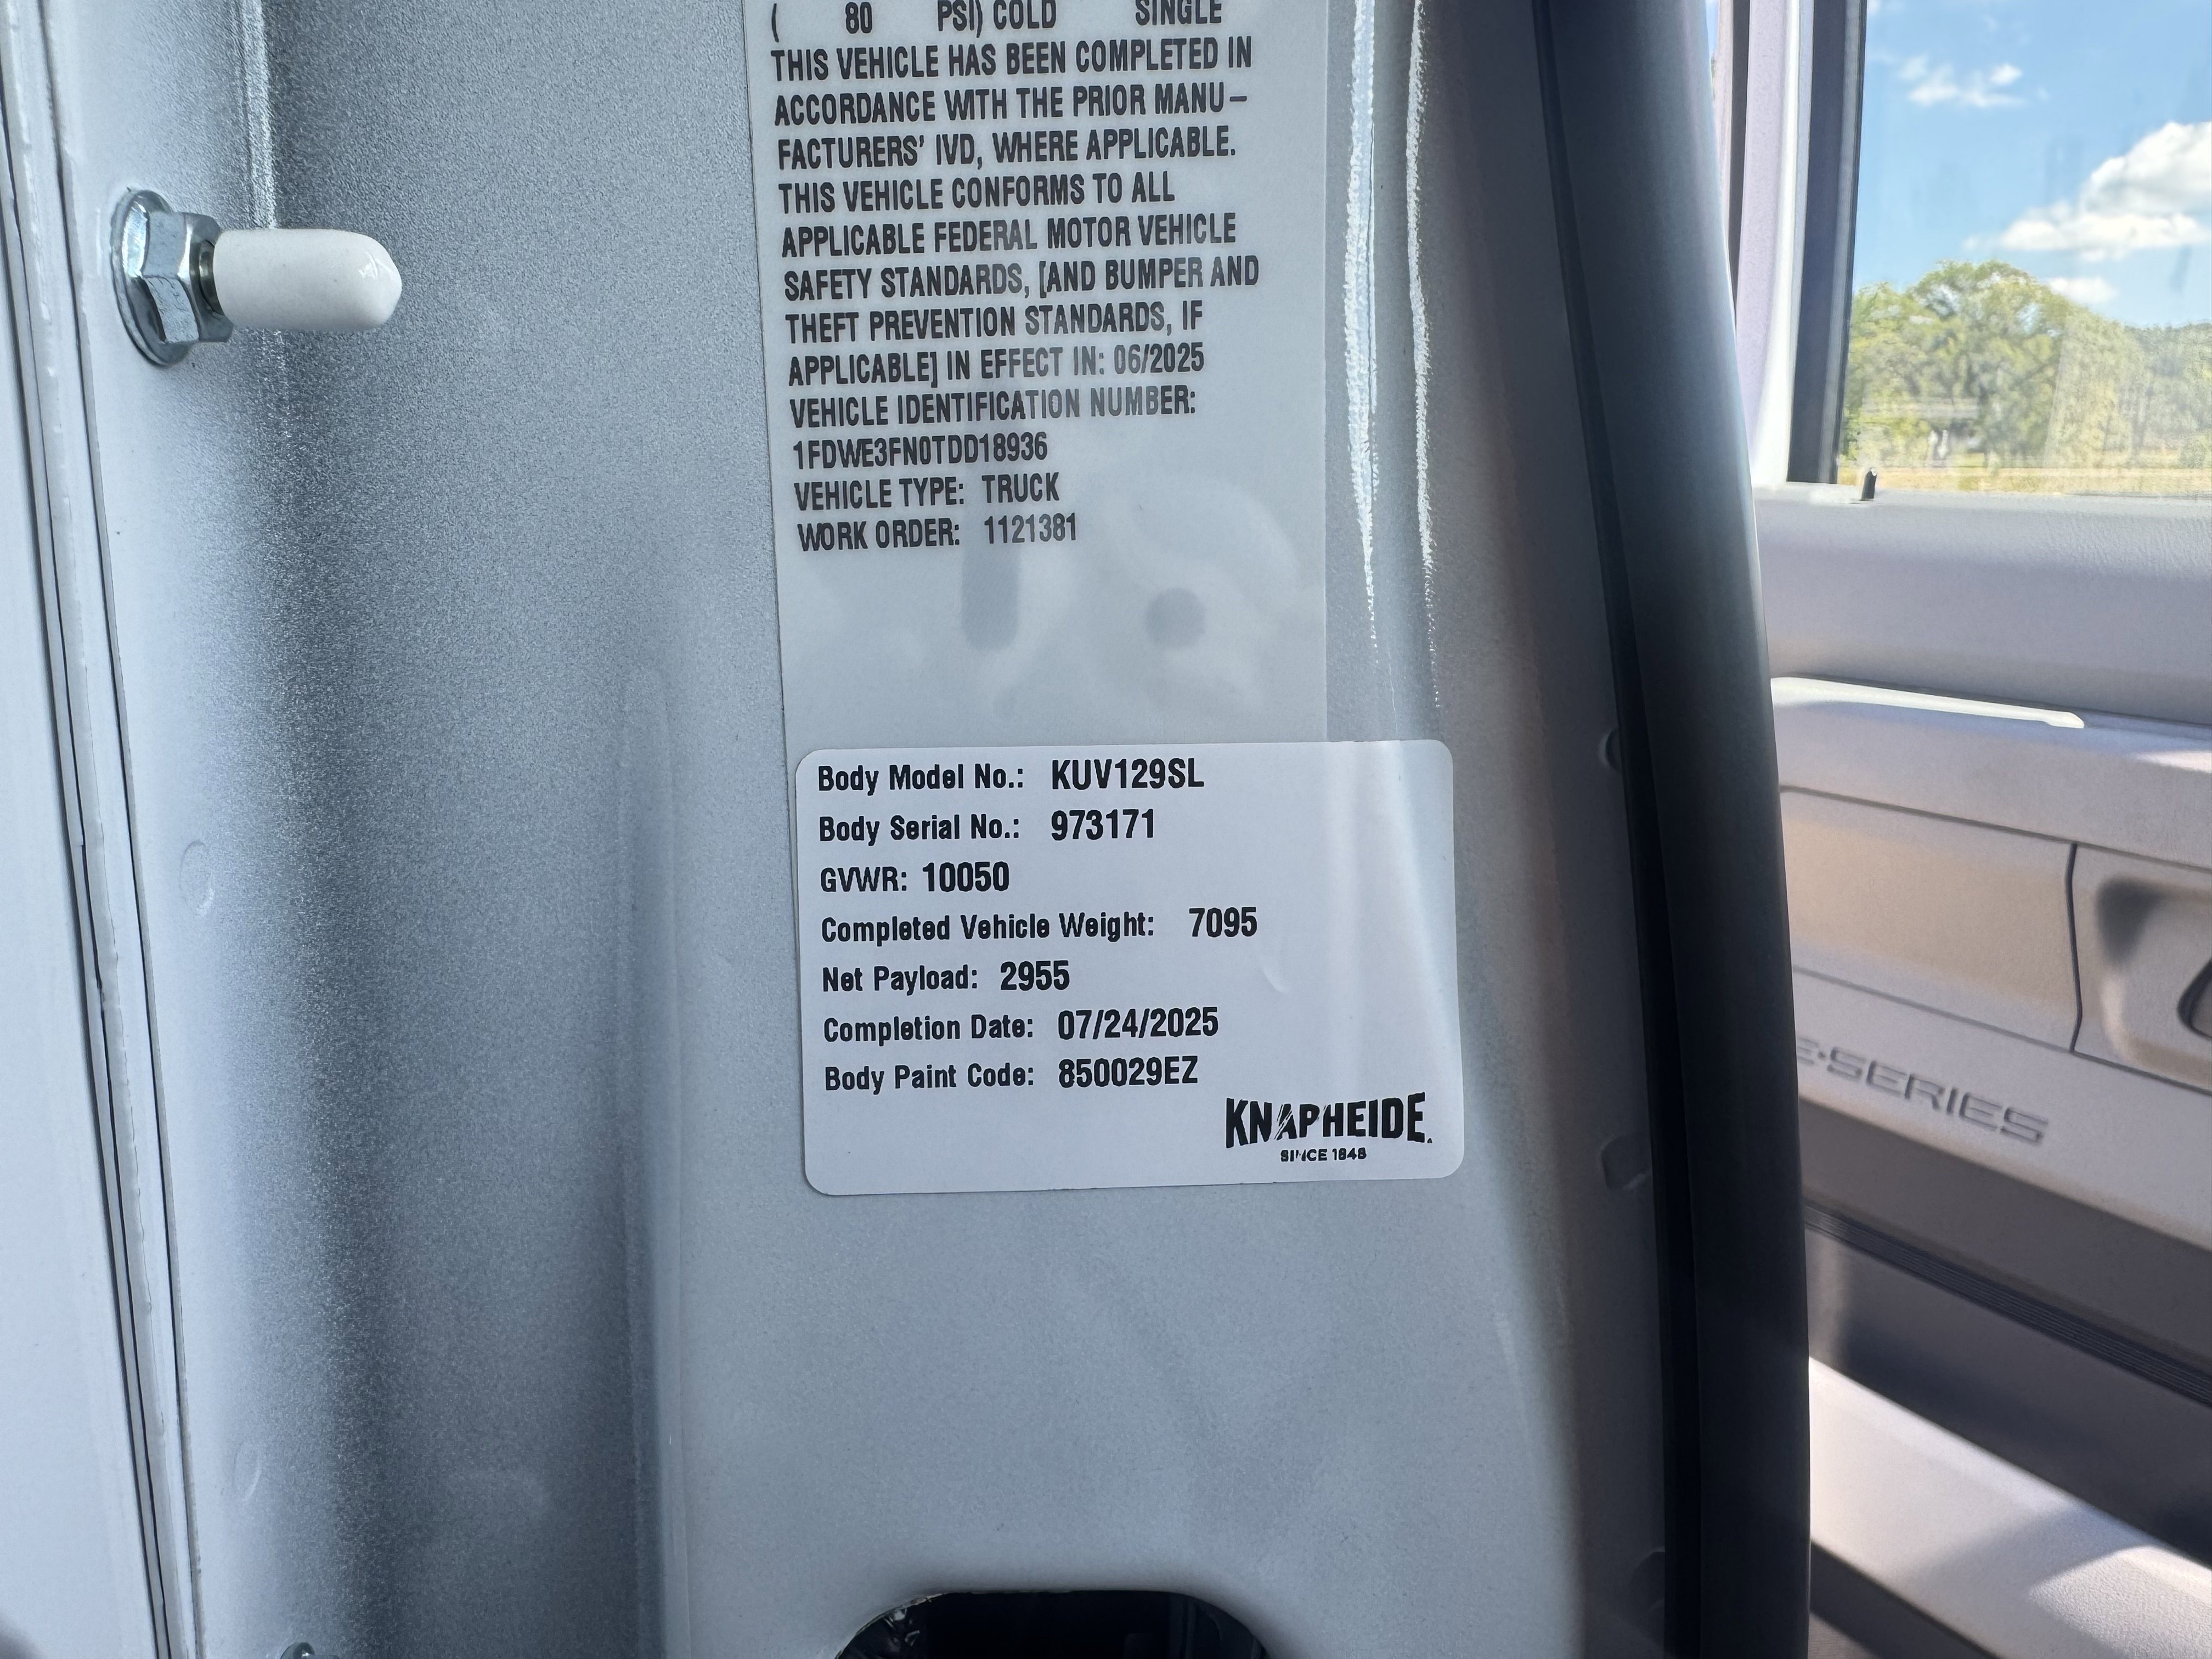 ( 80 PSI) COLD SINGLE
THIS VEHICLE HAS BEEN COMPLETED IN
ACCORDANCE WITH THE PRIOR MANU–
FACTURERS' IVD, WHERE APPLICABLE.
THIS VEHICLE CONFORMS TO ALL
APPLICABLE FEDERAL MOTOR VEHICLE
SAFETY STANDARDS, [AND BUMPER AND
THEFT PREVENTION STANDARDS, IF
APPLICABLE] IN EFFECT IN: 06/2025
VEHICLE IDENTIFICATION NUMBER:
1FDWE3FN0TDD18936
VEHICLE TYPE: TRUCK
WORK ORDER: 1121381
Body Model No.: KUV129SL
Body Serial No.: 973171
GVWR: 10050
Completed Vehicle Weight: 7095
Net Payload: 2955
Completion Date: 07/24/2025
Body Paint Code: 850029EZ
KNAPHEIDE
SINCE 1848
E-SERIES